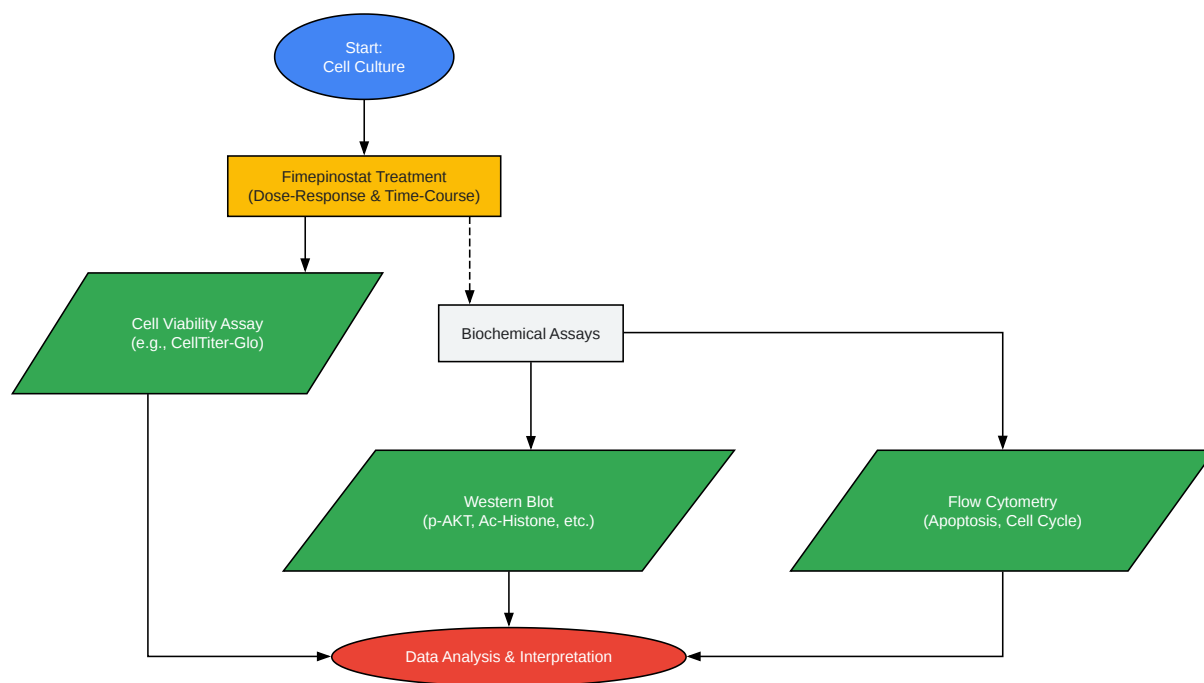 Start:
Cell Culture
Fimepinostat Treatment
(Dose-Response & Time-Course)
Cell Viability Assay
(e.g., CellTiter-Glo)
Biochemical Assays
Western Blot
(p-AKT, Ac-Histone, etc.)
Flow Cytometry
(Apoptosis, Cell Cycle)
Data Analysis & Interpretation